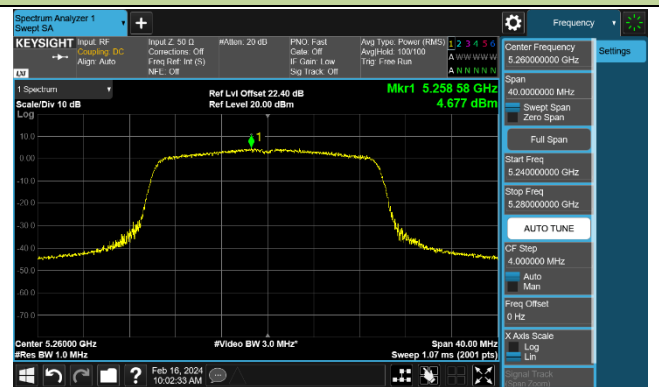 Spectrum Analyzer 1
Swept SA
Frequency
KEYSIGHT
Input: RF
Coupling: DC
Align: Auto
Input Z: 50 Ω
Corrections: Off
Freq Ref: Int (S)
NFE: Off
#Atten: 20 dB
PNO: Fast
Gate: Off
IF Gain: Low
Sig Track: Off
Avg Type: Power (RMS)
Avg|Hold: 100/100
Trig: Free Run
1 2 3 4 5 6
A W W W W W
A N N N N N
LXI
1 Spectrum
Scale/Div 10 dB
Log
Ref Lvl Offset 22.40 dB
Ref Level 20.00 dBm
Mkr1 5.258 58 GHz
4.677 dBm
1
10.0
0.00
-10.0
-20.0
-30.0
-40.0
-50.0
-60.0
-70.0
Center 5.26000 GHz
#Res BW 1.0 MHz
#Video BW 3.0 MHz*
Span 40.00 MHz
Sweep 1.07 ms (2001 pts)
Feb 16, 2024
10:02:33 AM
Center Frequency
5.260000000 GHz
Settings
Span
40.0000000 MHz
Swept Span
Zero Span
Full Span
Start Freq
5.240000000 GHz
Stop Freq
5.280000000 GHz
AUTO TUNE
CF Step
4.000000 MHz
Auto
Man
Freq Offset
0 Hz
X Axis Scale
Log
Lin
Signal Track
(Span Zoom)